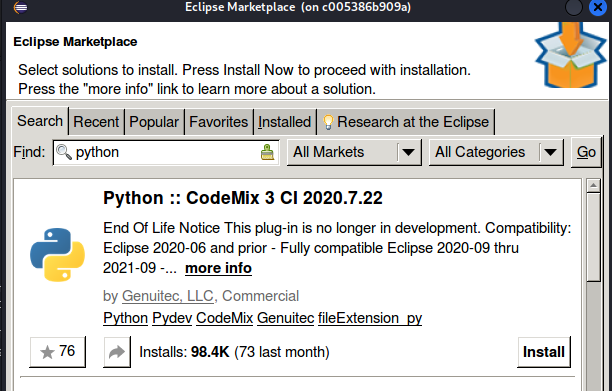 Eclipse Marketplace (on c005386b909a)
Eclipse Marketplace
Select solutions to install. Press Install Now to proceed with installation.
Press the "more info" link to learn more about a solution.
Search Recent Popular Favorites Installed Research at the Eclipse
Find: python All Markets All Categories Go
Python :: CodeMix 3 CI 2020.7.22
End Of Life Notice This plug-in is no longer in development. Compatibility:
Eclipse 2020-06 and prior - Fully compatible Eclipse 2020-09 thru
2021-09 -... more info
by Genuitec, LLC, Commercial
Python Pydev CodeMix Genuitec fileExtension_py
76 Installs: 98.4K (73 last month) Install